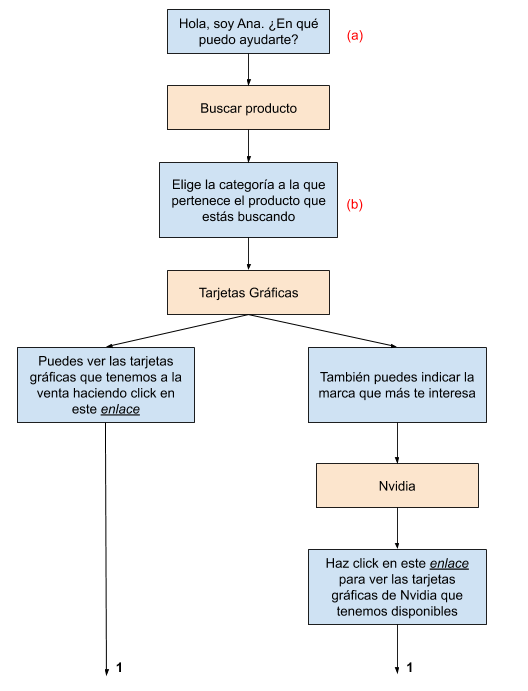 Hola, soy Ana. ¿En qué
puedo ayudarte?
(a)
Buscar producto
Elige la categoría a la que
pertenece el producto que
estás buscando
(b)
Tarjetas Gráficas
Puedes ver las tarjetas
gráficas que tenemos a la
venta haciendo click en
este enlace
También puedes indicar la
marca que más te interesa
Nvidia
Haz click en este enlace
para ver las tarjetas
gráficas de Nvidia que
tenemos disponibles
1
1